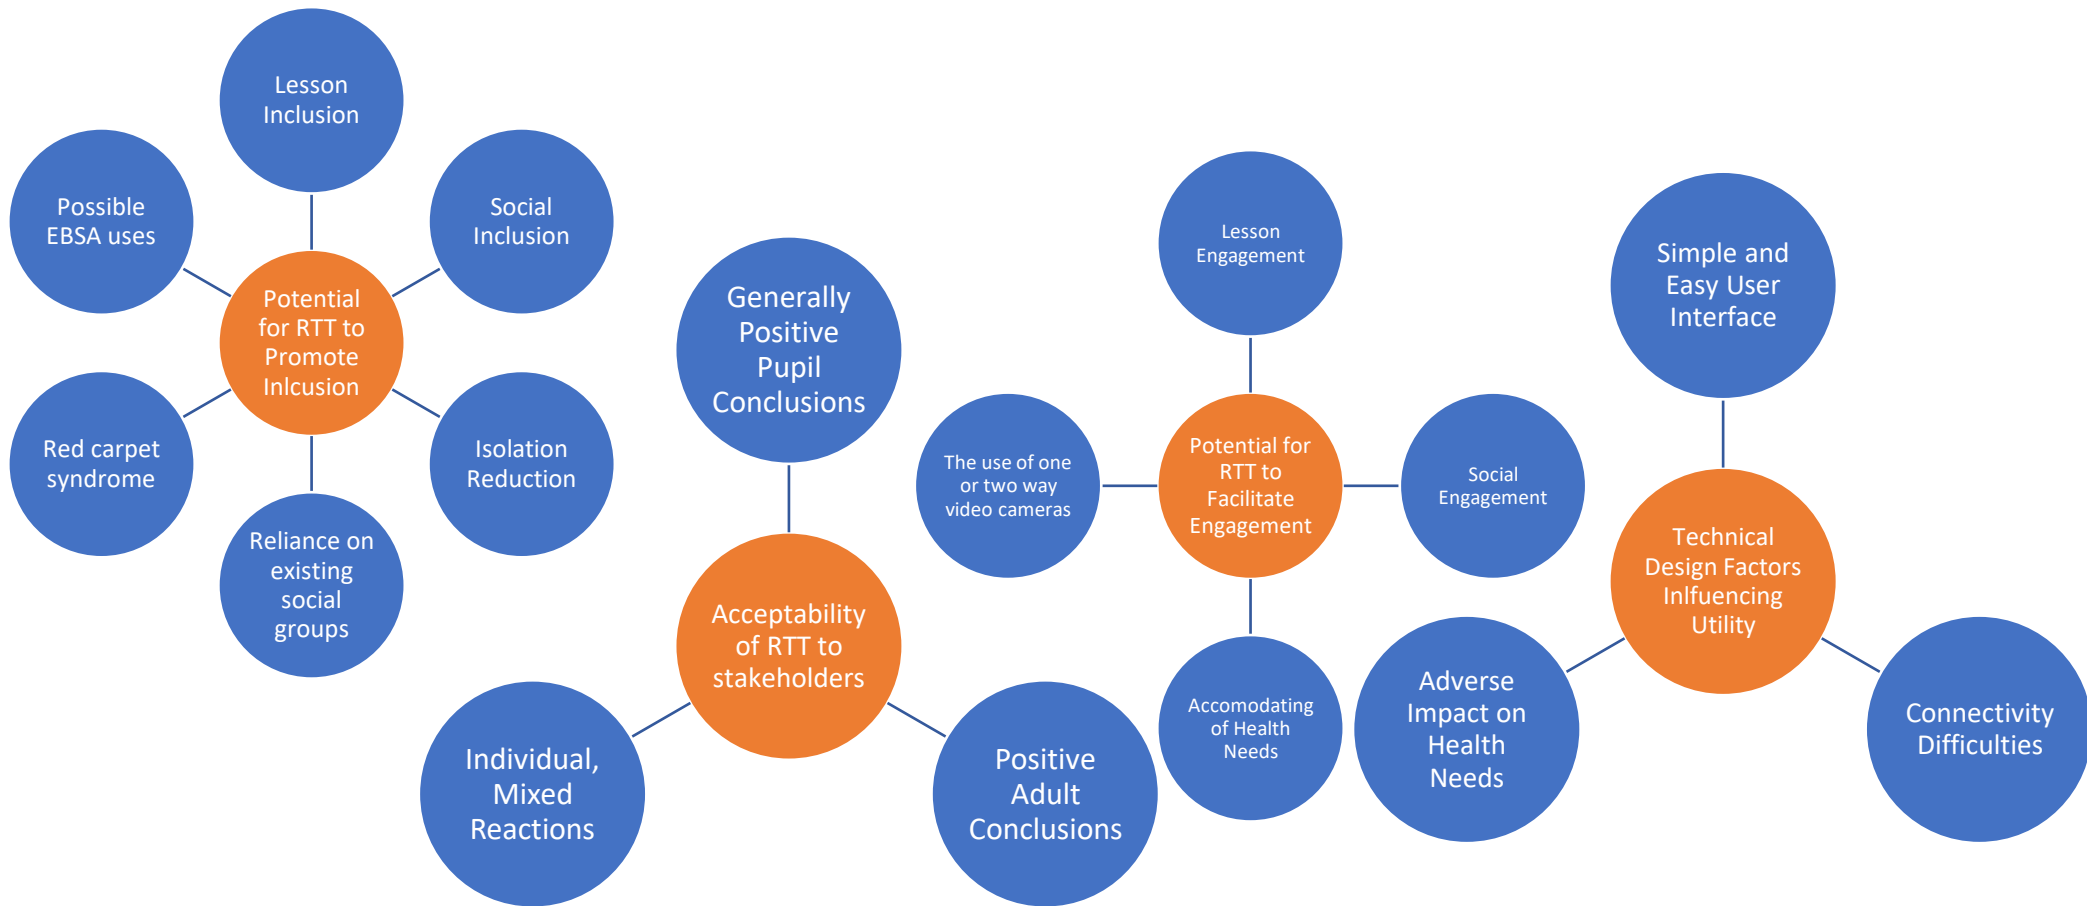 Lesson
Inclusion
Possible
EBSA uses
Social
Inclusion
Potential
for RTT to
Promote
Inlcusion
Red carpet
syndrome
Isolation
Reduction
Reliance on
existing
social
groups
Generally
Positive
Pupil
Conclusions
Acceptability
of RTT to
stakeholders
Individual,
Mixed
Reactions
Positive
Adult
Conclusions
Lesson
Engagement
The use of one
or two way
video cameras
Potential for
RTT to
Facilitate
Engagement
Social
Engagement
Accomodating
of Health
Needs
Simple and
Easy User
Interface
Technical
Design Factors
Inlfuencing
Utility
Adverse
Impact on
Health
Needs
Connectivity
Difficulties